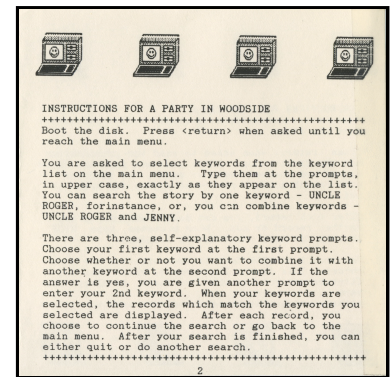 INSTRUCTIONS FOR A PARTY IN WOODSIDE
++++++++++++++++++++++++++++++++++++++++++++++++++
Boot the disk.  Press <return> when asked until you
reach the main menu.
You are asked to select keywords from the keyword
list on the main menu.   Type them at the prompts,
in upper case, exactly as they appear on the list.
You can search the story by one keyword - UNCLE
ROGER, forinstance, or, you can combine keywords -
UNCLE ROGER and JENNY.
There are three, self-explanatory keyword prompts.
Choose your first keyword at the first prompt.
Choose whether or not you want to combine it with
another keyword at the second prompt.  If the
answer is yes, you are given another prompt to
enter your 2nd keyword.  When your keywords are
selected, the records which match the keywords you
selected are displayed.  After each record, you
choose to continue the search or go back to the
main menu.  After your search is finished, you can
either quit or do another search.
++++++++++++++++++++++++++++++++++++++++++++++++++
2